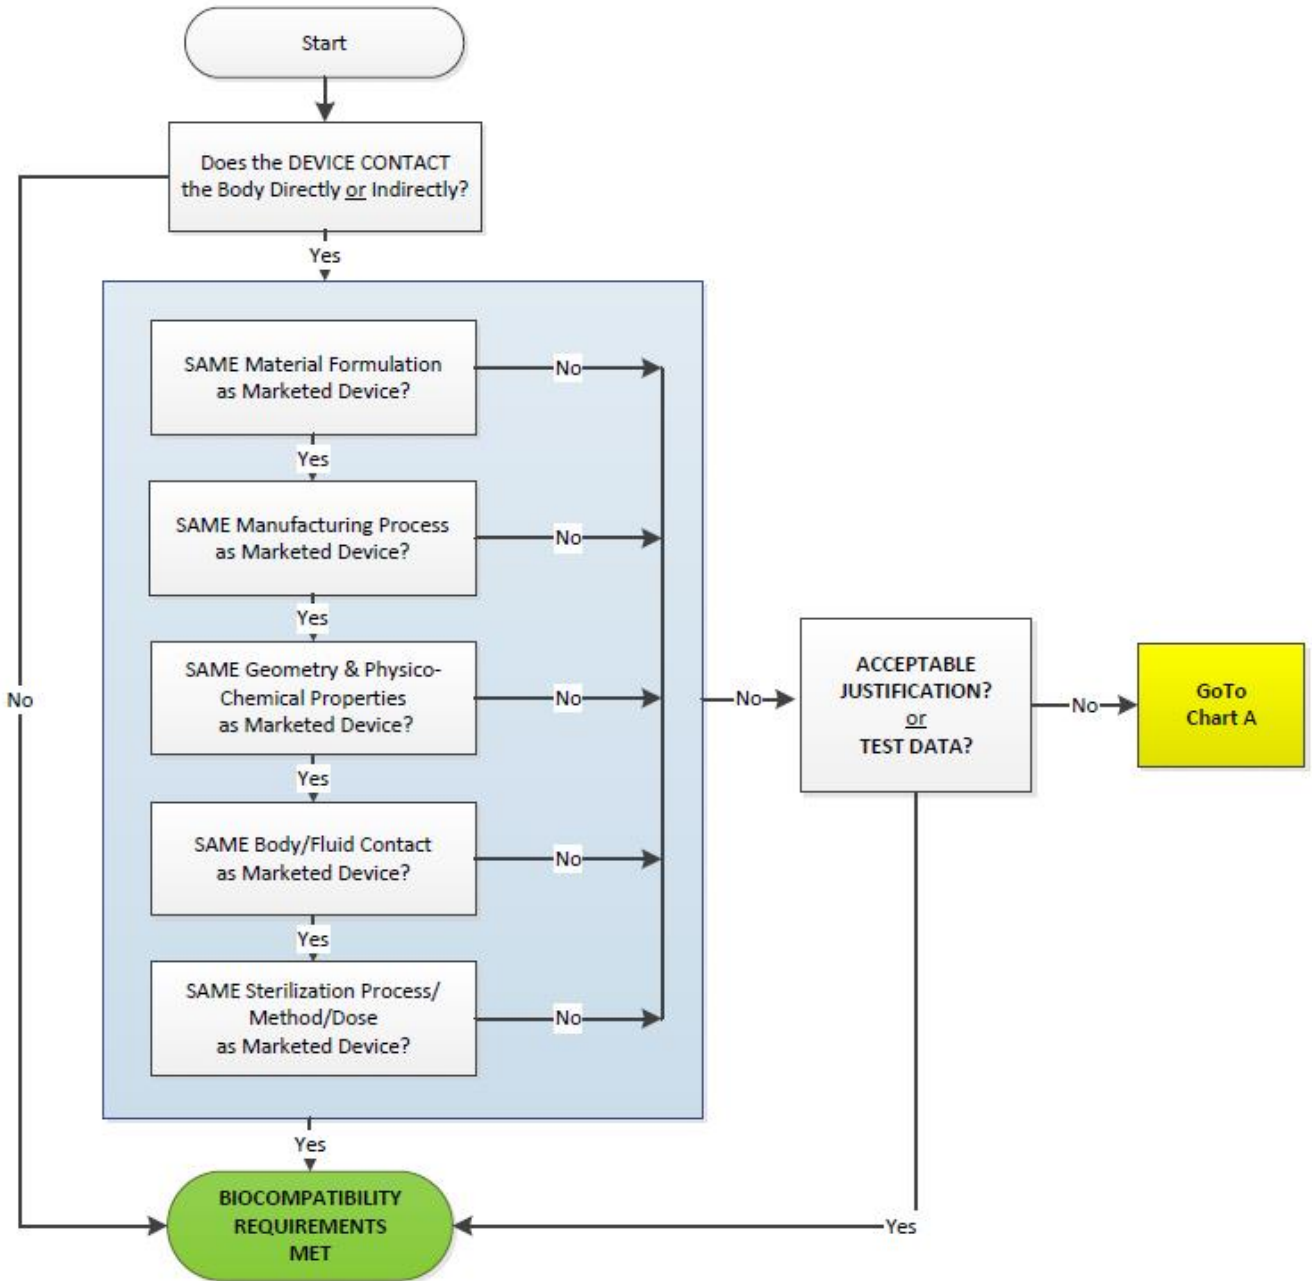 Start
Does the DEVICE CONTACT
the Body Directly or Indirectly?
Yes
SAME Material Formulation
as Marketed Device?
No
Yes
SAME Manufacturing Process
as Marketed Device?
No
Yes
SAME Geometry & Physico-
Chemical Properties
as Marketed Device?
No
Yes
SAME Body/Fluid Contact
as Marketed Device?
No
Yes
SAME Sterilization Process/
Method/Dose
as Marketed Device?
No
No
No
ACCEPTABLE
JUSTIFICATION?
or
TEST DATA?
No
GoTo
Chart A
Yes
Yes
BIOCOMPATIBILITY
REQUIREMENTS
MET